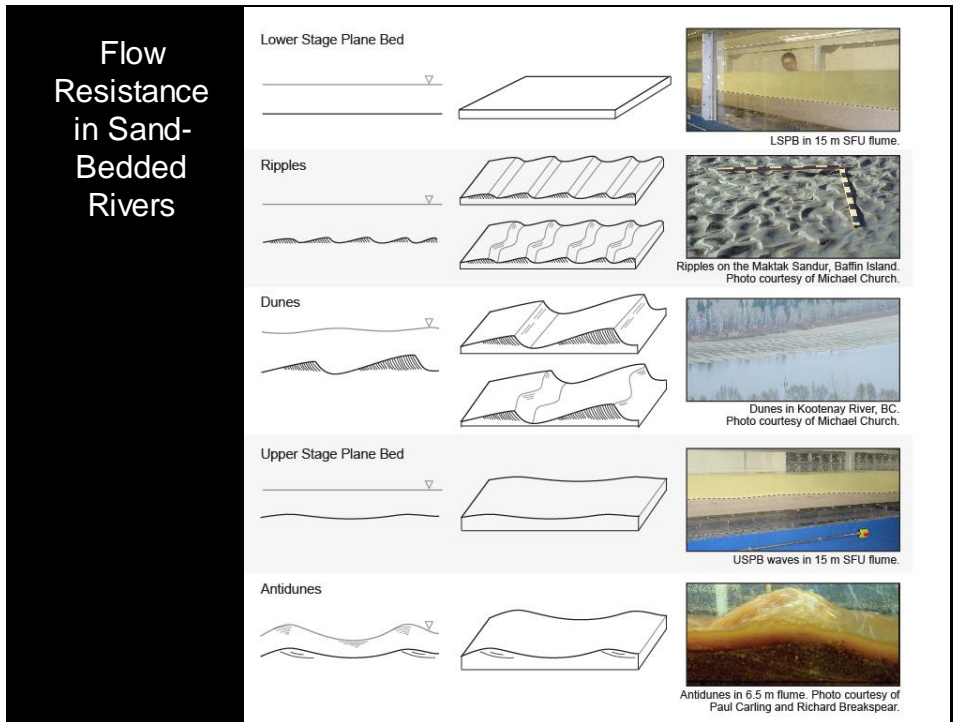 Flow
Resistance
in Sand-
Bedded
Rivers
Lower Stage Plane Bed
LSPB in 15 m SFU flume.
Ripples
Ripples on the Maktak Sandur, Baffin Island.
Photo courtesy of Michael Church.
Dunes
Dunes in Kootenay River, BC.
Photo courtesy of Michael Church.
Upper Stage Plane Bed
USPB waves in 15 m SFU flume.
Antidunes
Antidunes in 6.5 m flume. Photo courtesy of
Paul Carling and Richard Breakspear.